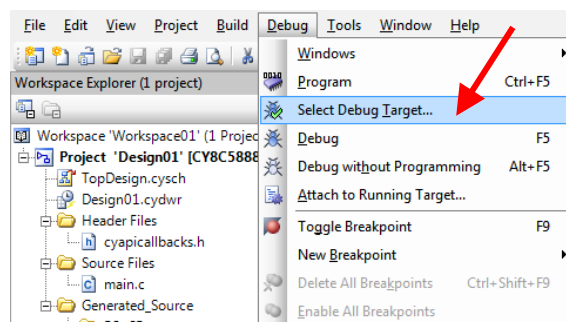 File Edit View Project Build Debug Tools Window Help
Workspace Explorer (1 project)
Workspace 'Workspace01' (1 Projec
Project 'Design01' [CY8C5888
TopDesign.cysch
Design01.cydwr
Header Files
cyapicallbacks.h
Source Files
main.c
Generated_Source
Windows
Program Ctrl+F5
Select Debug Target...
Debug F5
Debug without Programming Alt+F5
Attach to Running Target...
Toggle Breakpoint F9
New Breakpoint
Delete All Breakpoints Ctrl+Shift+F9
Enable All Breakpoints